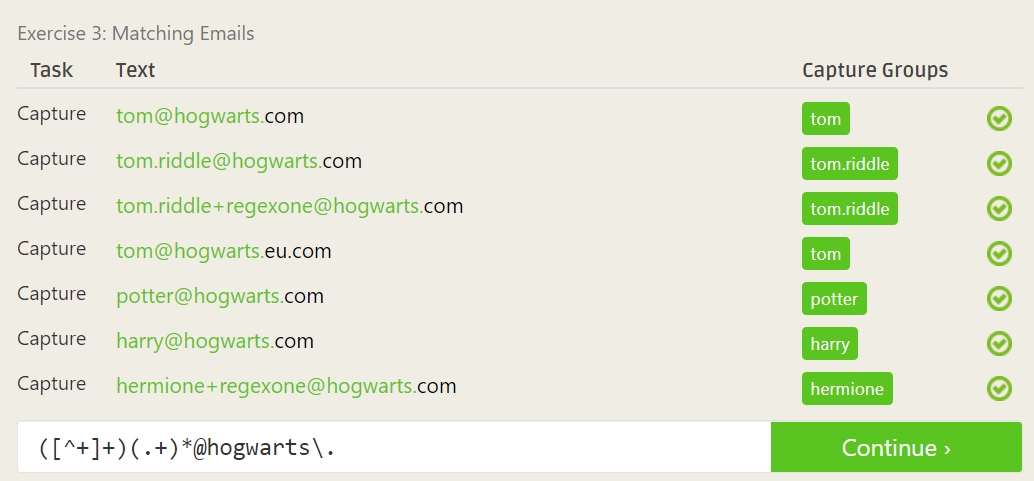 Exercise 3: Matching Emails
Task Text Capture Groups
Capture tom@hogwarts.com tom
Capture tom.riddle@hogwarts.com tom.riddle
Capture tom.riddle+regexone@hogwarts.com tom.riddle
Capture tom@hogwarts.eu.com tom
Capture potter@hogwarts.com potter
Capture harry@hogwarts.com harry
Capture hermione+regexone@hogwarts.com hermione
([^+]+)(.+)*@hogwarts\. Continue ›